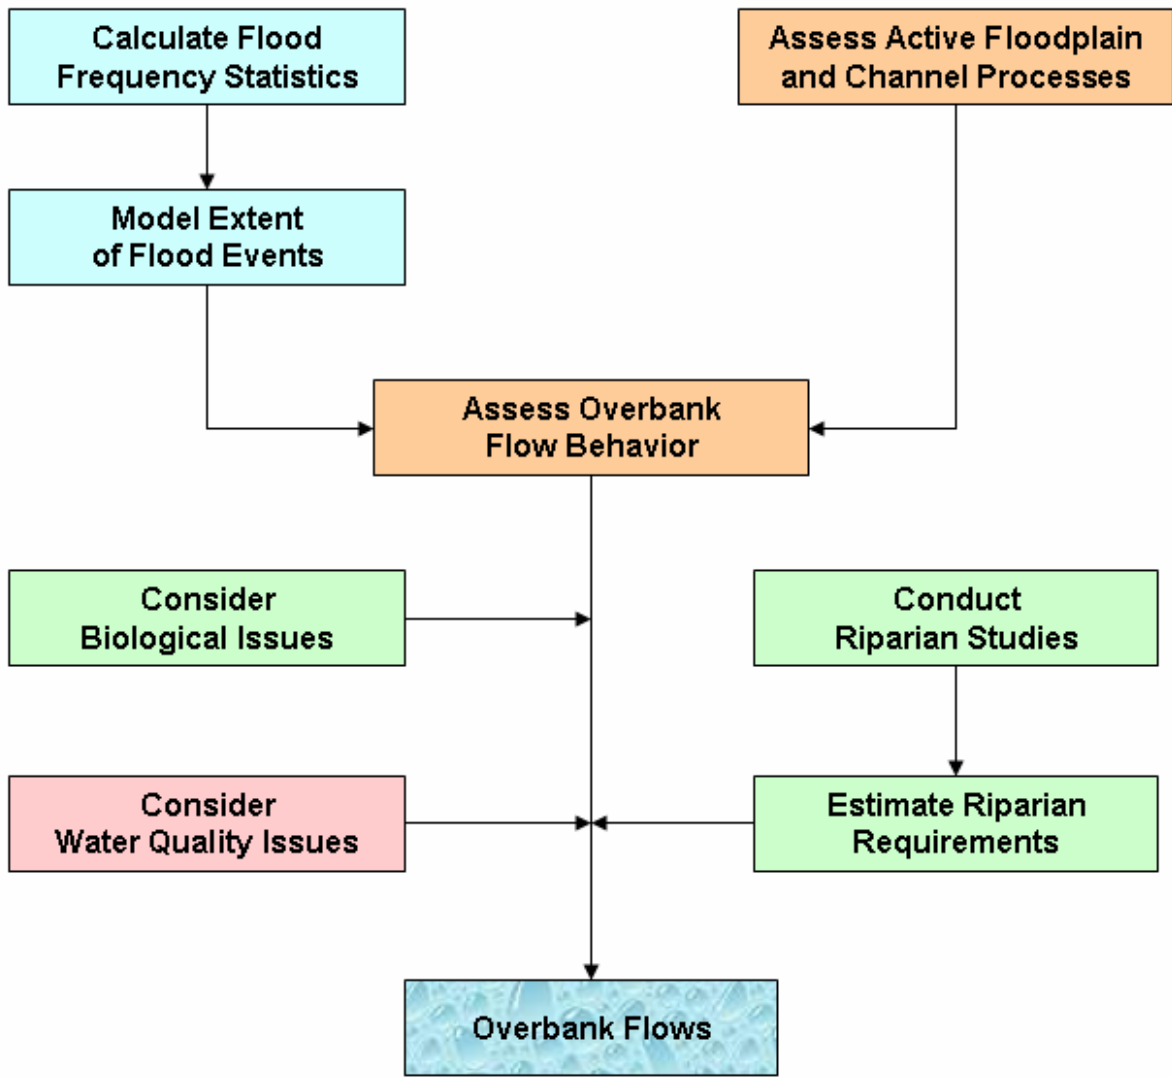 Calculate Flood
Frequency Statistics
Assess Active Floodplain
and Channel Processes
Model Extent
of Flood Events
Assess Overbank
Flow Behavior
Consider
Biological Issues
Conduct
Riparian Studies
Consider
Water Quality Issues
Estimate Riparian
Requirements
Overbank Flows